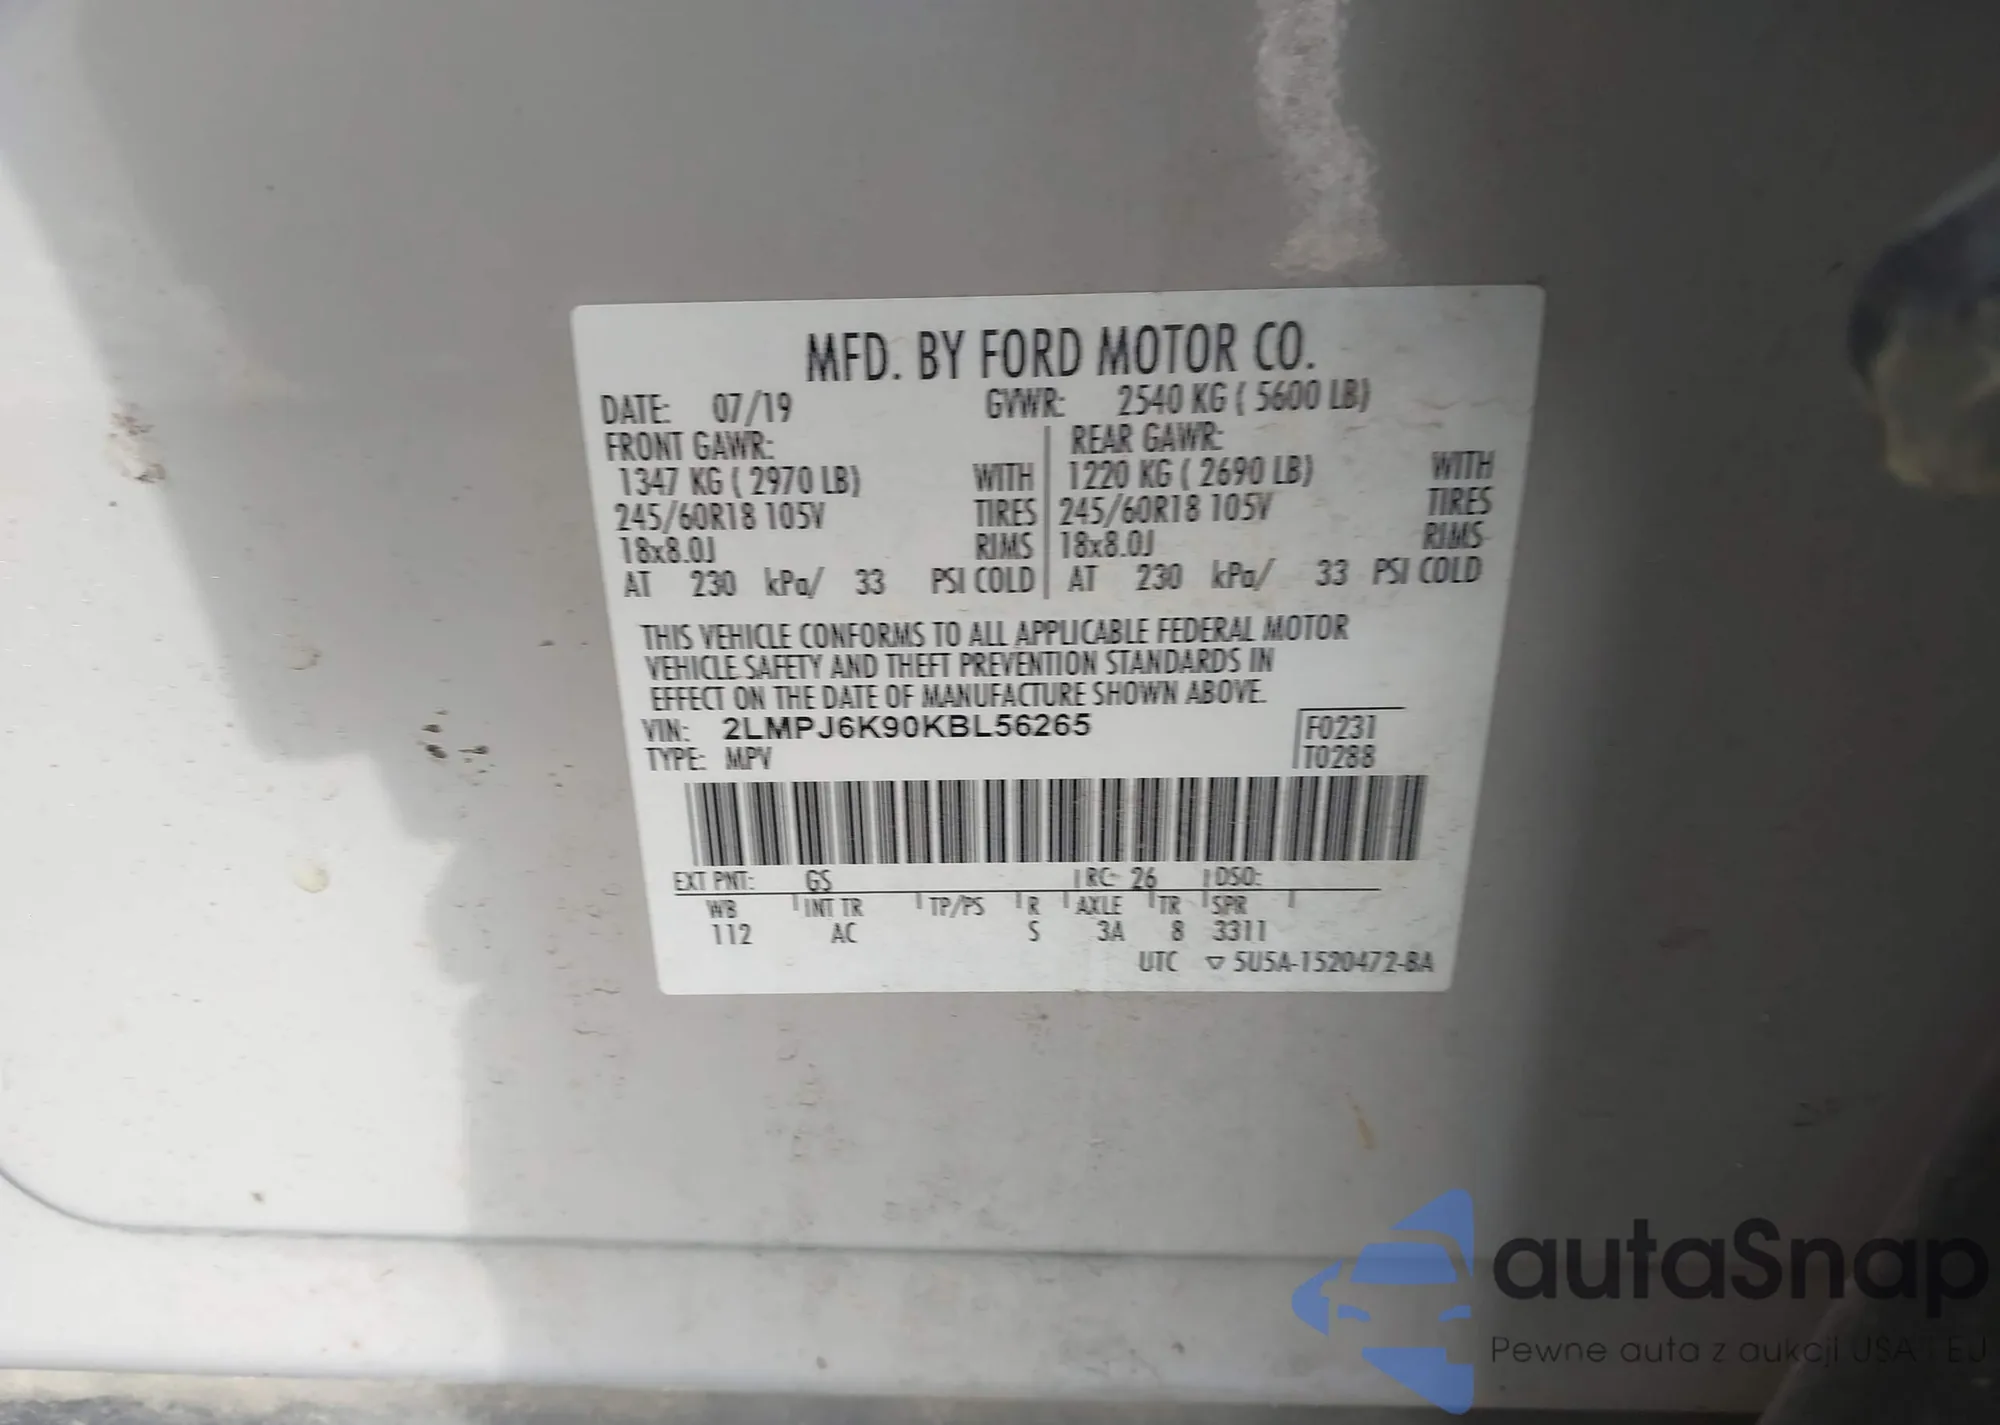 MFD. BY FORD MOTOR CO.
DATE: 07/19 GVWR: 2540 KG ( 5600 LB)
FRONT GAWR: REAR GAWR:
1347 KG ( 2970 LB) WITH 1220 KG ( 2690 LB) WITH
245/60R18 105V TIRES 245/60R18 105V TIRES
18x8.0J RIMS 18x8.0J RIMS
AT 230 kPa/ 33 PSI COLD AT 230 kPa/ 33 PSI COLD
THIS VEHICLE CONFORMS TO ALL APPLICABLE FEDERAL MOTOR
VEHICLE SAFETY AND THEFT PREVENTION STANDARDS IN
EFFECT ON THE DATE OF MANUFACTURE SHOWN ABOVE.
VIN: 2LMPJ6K90KBL56265 F0231
TYPE: MPV T0288
EXT PNT: GS RC: 26 DSO:
WB INT TR TP/PS R AXLE TR SPR
112 AC S 3A 8 3311
UTC ▽ 5U5A-1520472-BA
autaSnap
Pewne auta z aukcji USA i EU